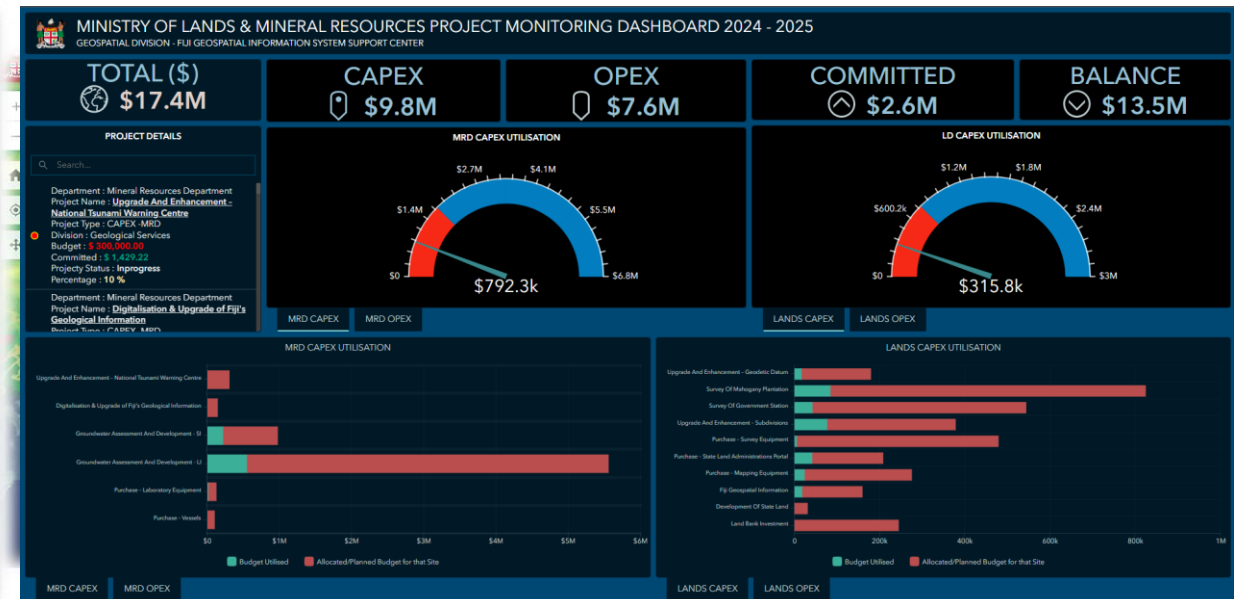 MINISTRY OF LANDS & MINERAL RESOURCES PROJECT MONITORING DASHBOARD 2024 - 2025
GEOSPATIAL DIVISION - FIJI GEOSPATIAL INFORMATION SYSTEM SUPPORT CENTER
TOTAL ($)
$17.4M
CAPEX
$9.8M
OPEX
$7.6M
COMMITTED
$2.6M
BALANCE
$13.5M
PROJECT DETAILS
Search...
Department : Mineral Resources Department
Project Name : Upgrade And Enhancement -
National Tsunami Warning Centre
Project Type : CAPEX -MRD
Division : Geological Services
Budget : $ 300,000.00
Committed : $ 1,429.22
Projecty Status : Inprogress
Percentage : 10 %
Department : Mineral Resources Department
Project Name : Digitalisation & Upgrade of Fiji's
Geological Information
Project Type : CAPEX -MRD
MRD CAPEX UTILISATION
$0
$1.4M
$2.7M
$4.1M
$5.5M
$6.8M
$792.3k
MRD CAPEX
MRD OPEX
LD CAPEX UTILISATION
$0
$600.2k
$1.2M
$1.8M
$2.4M
$3M
$315.8k
LANDS CAPEX
LANDS OPEX
MRD CAPEX UTILISATION
Upgrade And Enhancement - National Tsunami Warning Centre
Digitalisation & Upgrade of Fiji's Geological Information
Groundwater Assessment And Development - SI
Groundwater Assessment And Development - LI
Purchase - Laboratory Equipment
Purchase - Vessels
$0 $1M $2M $3M $4M $5M $6M
Budget Utilised
Allocated/Planned Budget for that Site
MRD CAPEX
MRD OPEX
LANDS CAPEX UTILISATION
Upgrade And Enhancement - Geodetic Datum
Survey Of Mahogany Plantation
Survey Of Government Station
Upgrade And Enhancement - Subdivisions
Purchase - Survey Equipment
Purchase - State Land Administrations Portal
Purchase - Mapping Equipment
Fiji Geospatial Information
Development Of State Land
Land Bank Investment
0 200k 400k 600k 800k 1M
Budget Utilised
Allocated/Planned Budget for that Site
LANDS CAPEX
LANDS OPEX